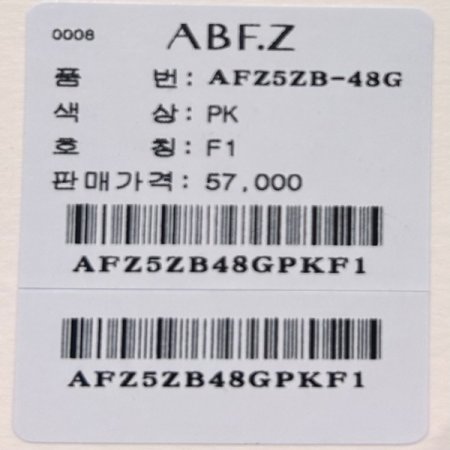 0008 ABF.Z
품 번: AFZ5ZB-48G
색 상: PK
호 칭: F1
판매가격: 57,000
AFZ5ZB48GPKF1
AFZ5ZB48GPKF1